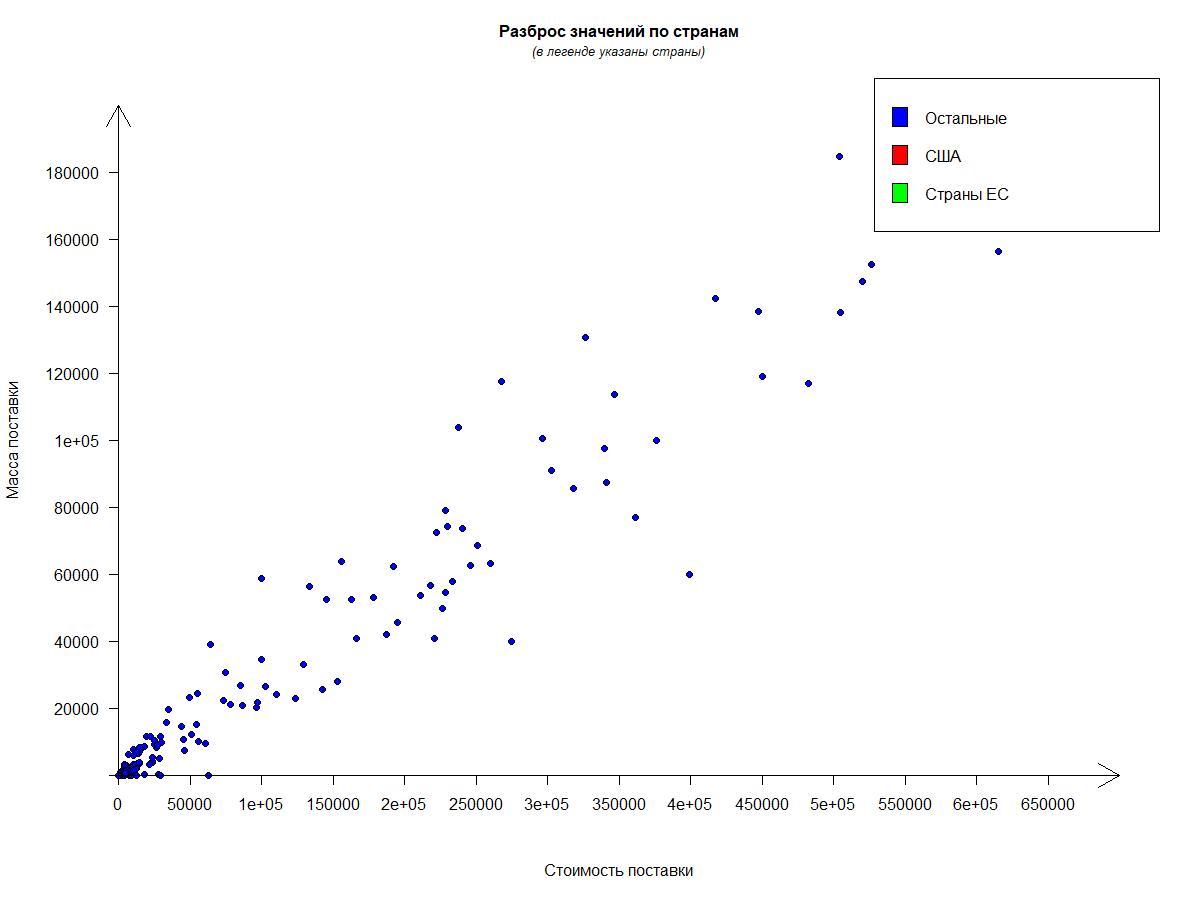 Разброс значений по странам
(в легенде указаны страны)
Остальные
США
Страны ЕС
180000
160000
140000
120000
1e+05
80000
60000
40000
20000
Масса поставки
0 50000 1e+05 150000 2e+05 250000 3e+05 350000 4e+05 450000 5e+05 550000 6e+05 650000
Стоимость поставки